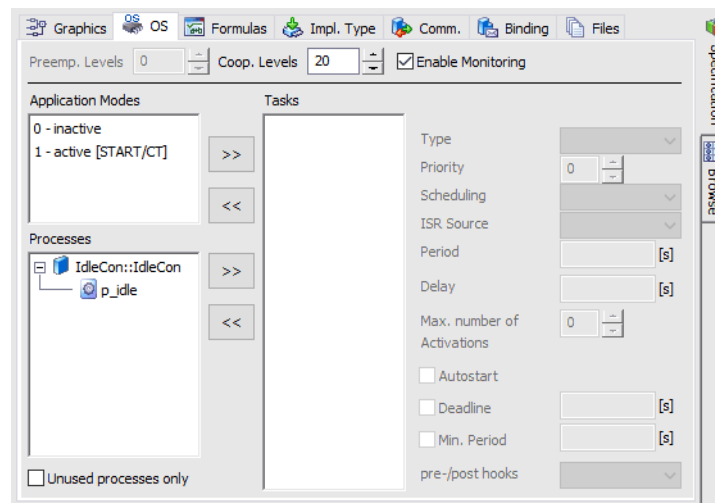 Graphics OS Formulas Impl. Type Comm. Binding Files
Preemp. Levels 0 Coop. Levels 20 Enable Monitoring
Application Modes
0 - inactive
1 - active [START/CT]
>>
<<
Processes
IdleCon::IdleCon
p_idle
>>
<<
Unused processes only
Tasks
Type
Priority 0
Scheduling
ISR Source
Period [s]
Delay [s]
Max. number of 0
Activations
Autostart
Deadline [s]
Min. Period [s]
pre-/post hooks
Browse